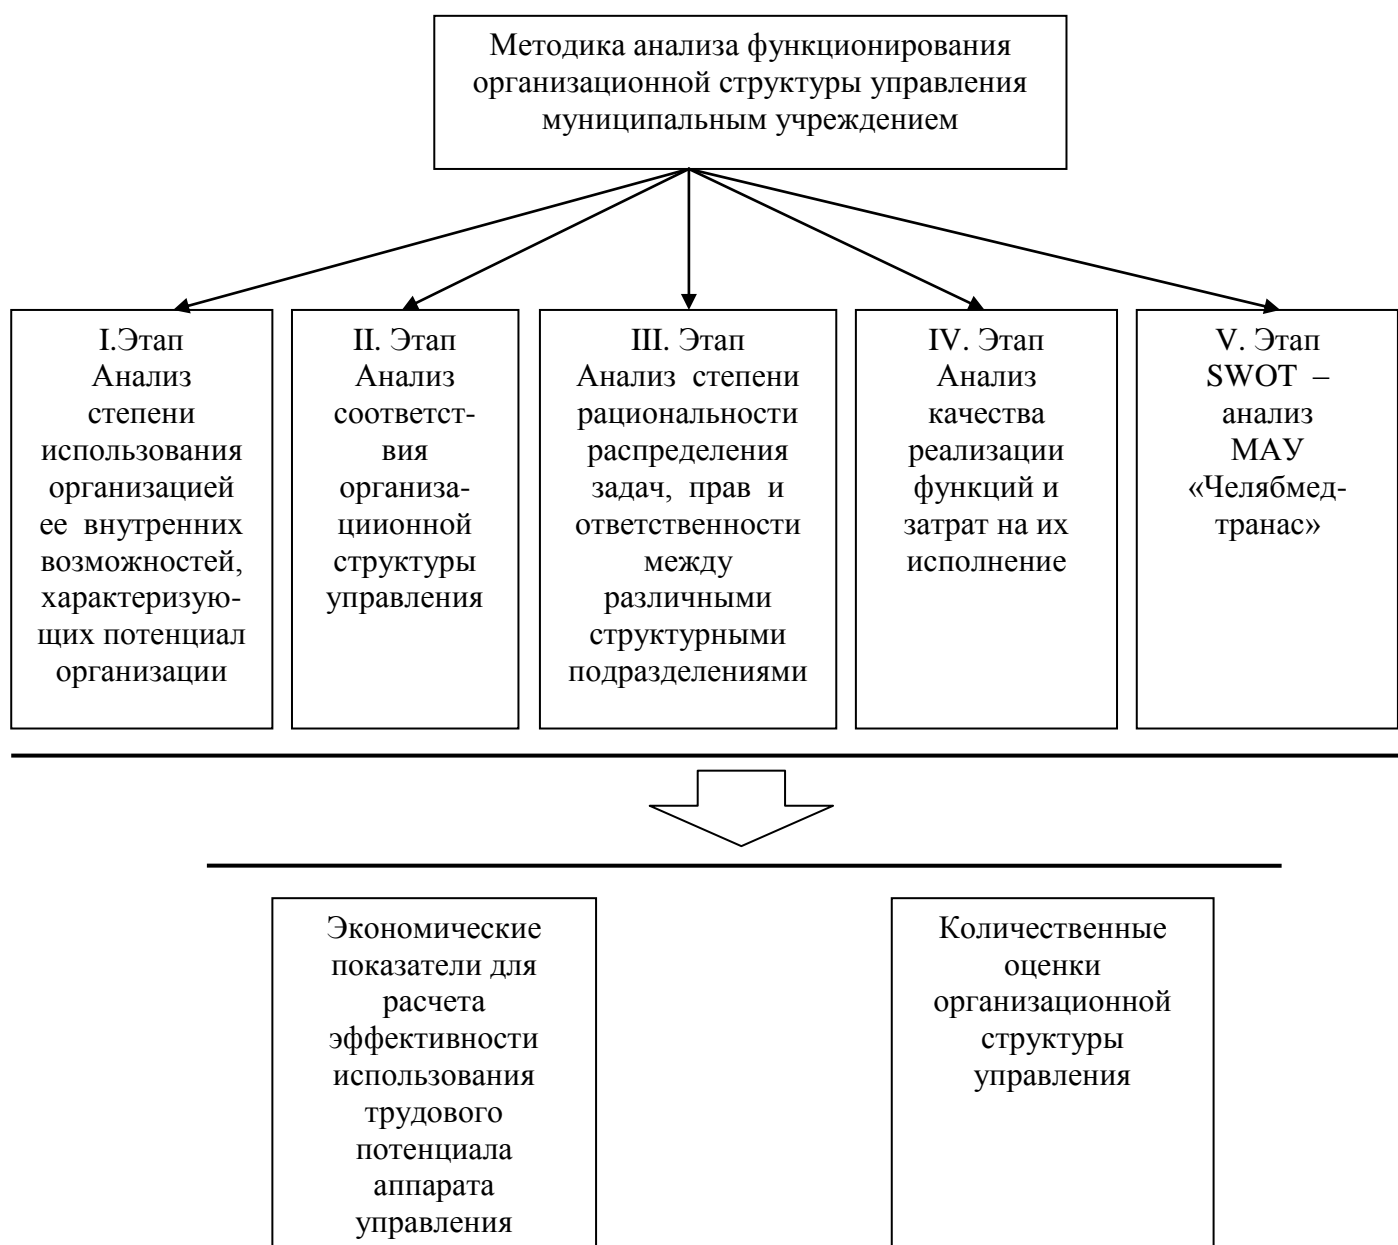 Методика анализа функционирования
организационной структуры управления
муниципальным учреждением
I.Этап
Анализ
степени
использования
организацией
ее внутренних
возможностей,
характеризую-
щих потенциал
организации
II. Этап
Анализ
соответст-
вия
организа-
циионной
структуры
управления
III. Этап
Анализ степени
рациональности
распределения
задач, прав и
ответственности
между
различными
структурными
подразделениями
IV. Этап
Анализ
качества
реализации
функций и
затрат на их
исполнение
V. Этап
SWOT –
анализ
МАУ
«Челябмед-
транас»
Экономические
показатели для
расчета
эффективности
использования
трудового
потенциала
аппарата
управления
Количественные
оценки
организационной
структуры
управления